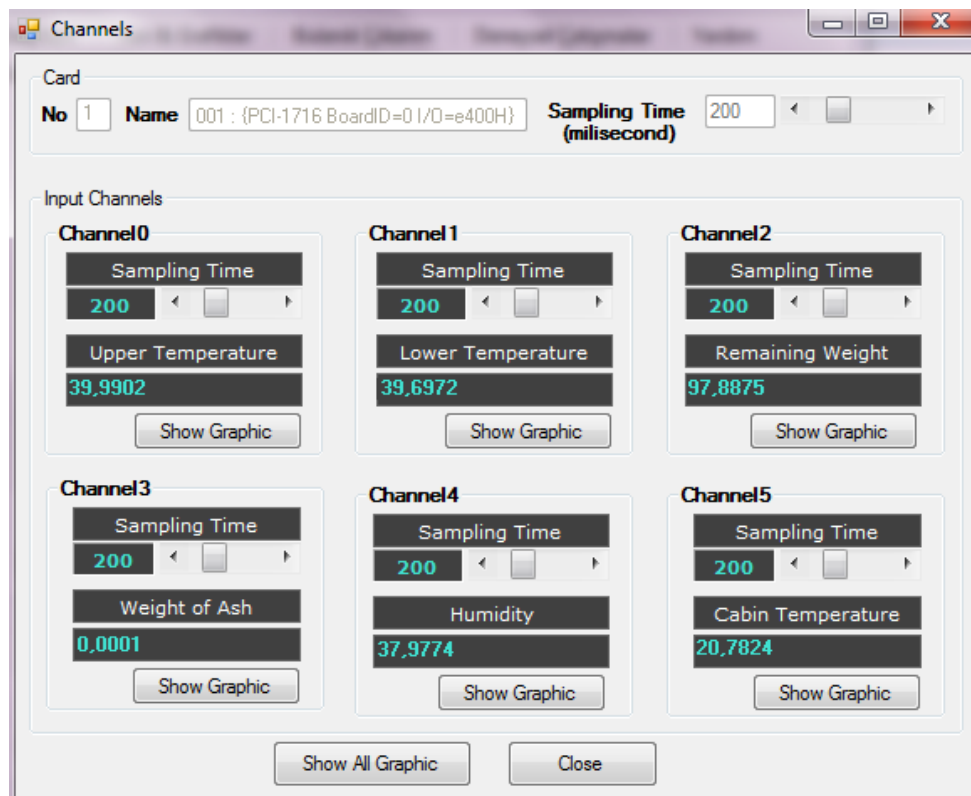 Channels
Card
No 1 Name 001 : {PCI-1716 BoardID=0 I/O=e400H} Sampling Time (milisecond) 200
Input Channels
Channel0
Sampling Time
200
Upper Temperature
39,9902
Show Graphic
Channel1
Sampling Time
200
Lower Temperature
39,6972
Show Graphic
Channel2
Sampling Time
200
Remaining Weight
97,8875
Show Graphic
Channel3
Sampling Time
200
Weight of Ash
0,0001
Show Graphic
Channel4
Sampling Time
200
Humidity
37,9774
Show Graphic
Channel5
Sampling Time
200
Cabin Temperature
20,7824
Show Graphic
Show All Graphic
Close